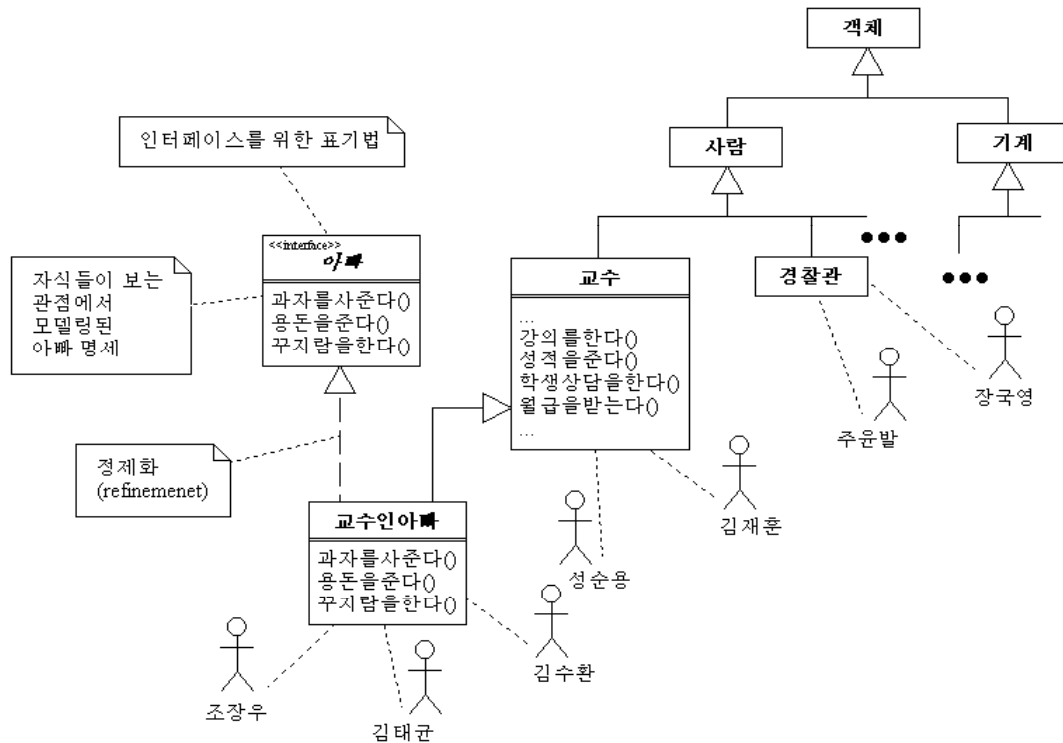 객체
사람
기계
인터페이스를 위한 표기법
<<interface>>
아빠
과자를사준다()
용돈을준다()
꾸지람을한다()
자식들이 보는
관점에서
모델링된
아빠 명세
교수
...
강의를한다()
성적을준다()
학생상담을한다()
월급을받는다()
...
경찰관
●●●
●●●
장국영
주윤발
정제화
(refinemenet)
교수인아빠
과자를사준다()
용돈을준다()
꾸지람을한다()
김재훈
성순용
김수환
조장우
김태균